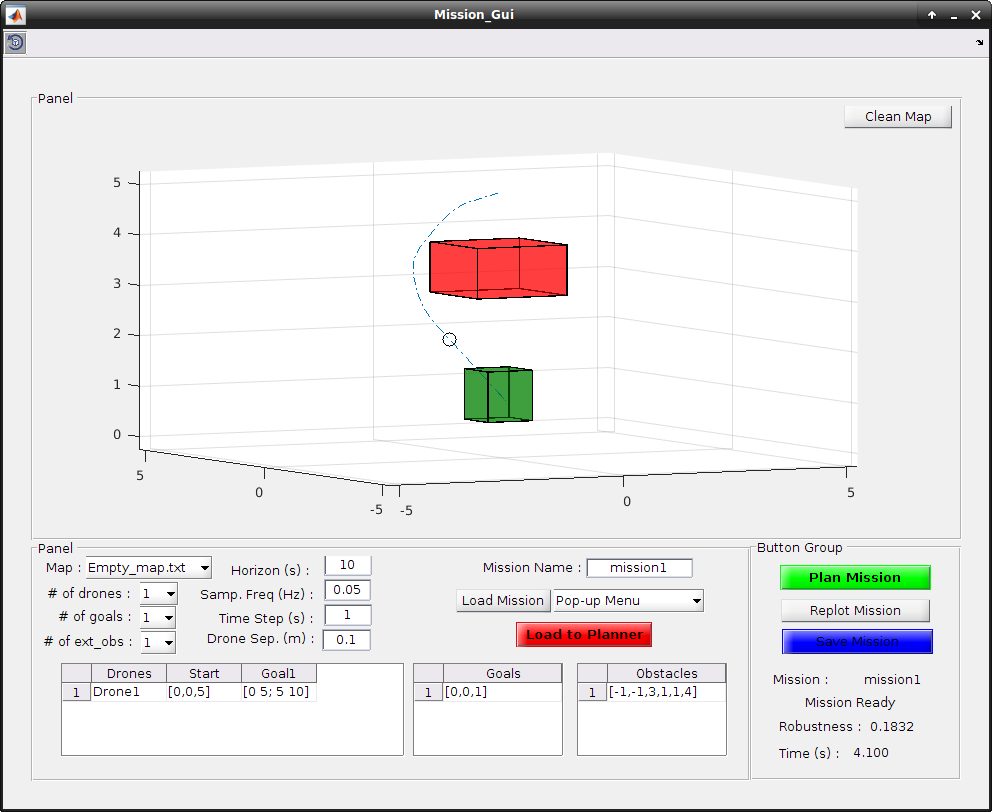 Mission_Gui
Panel
Clean Map
5
4
3
2
1
0
5
0
-5
-5
0
5
Panel
Map :
Empty_map.txt
# of drones :
1
# of goals :
1
# of ext_obs :
1
Horizon (s) :
10
Samp. Freq (Hz) :
0.05
Time Step (s) :
1
Drone Sep. (m) :
0.1
Mission Name :
mission1
Load Mission
Pop-up Menu
Load to Planner
Drones Start Goal1
1 Drone1 [0,0,5] [0 5; 5 10]
Goals
1 [0,0,1]
Obstacles
1 [-1,-1,3,1,1,4]
Button Group
Plan Mission
Replot Mission
Save Mission
Mission : mission1
Mission Ready
Robustness : 0.1832
Time (s) : 4.100